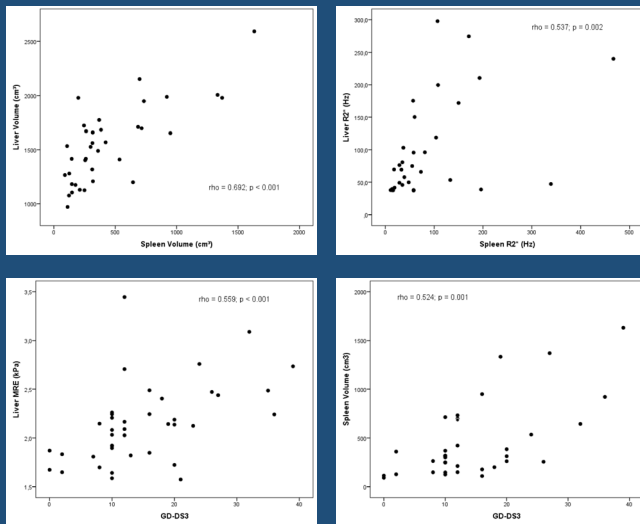 2500
2000
1500
1000
Liver Volume (cm³)
rho = 0.692; p < 0.001
0 500 1000 1500 2000
Spleen Volume (cm³)
300,0
250,0
200,0
150,0
100,0
50,0
,0
Liver R2* (Hz)
rho = 0.537; p = 0.002
0 100 200 300 400 500
Spleen R2* (Hz)
3,5
3,0
2,5
2,0
1,5
Liver MRE (kPa)
rho = 0.559; p < 0.001
0 10 20 30 40
GD-DS3
2000
1500
1000
500
0
Spleen Volume (cm3)
rho = 0.524; p = 0.001
0 10 20 30 40
GD-DS3